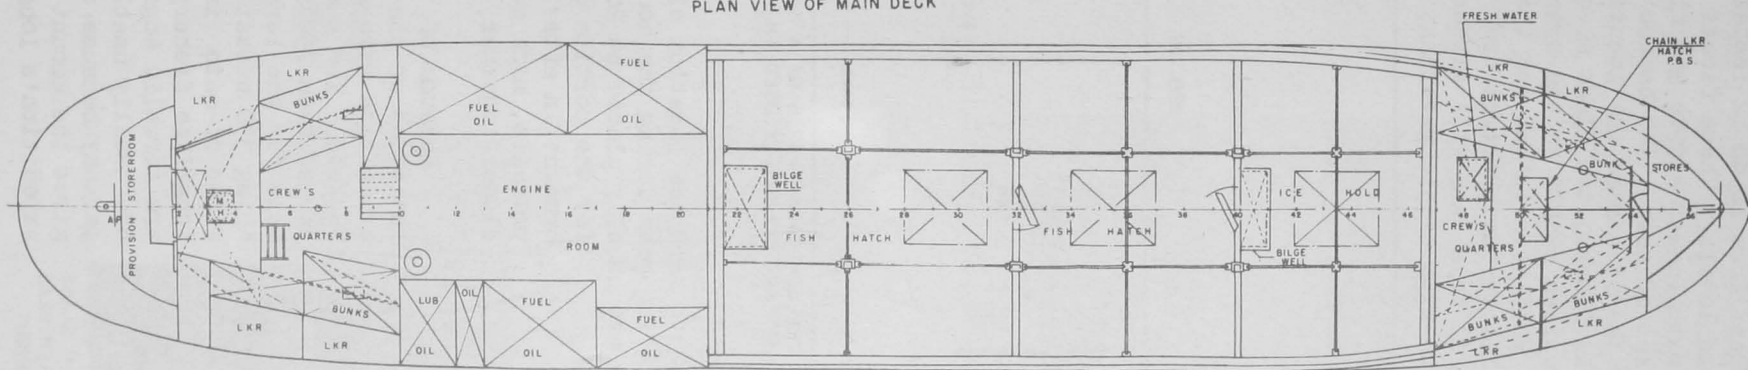 PLAN VIEW OF MAIN DECK
FRESH WATER
CHAIN LKR.
HATCH
P.&S.
LKR
LKR
BUNKS
PROVISION STOREROOM
A.P.
M
H
CREW'S
QUARTERS
LKR
LKR
BUNKS
FUEL
OIL
FUEL
OIL
ENGINE
ROOM
LUB
OIL
OIL
FUEL
OIL
FUEL
OIL
BILGE
WELL
FISH HATCH
FISH HATCH
ICE HOLD
BILGE
WELL
LKR
BUNKS
LKR
BUNK
STORES
CREW'S
QUARTERS
BUNKS
BUNKS
LKR
LKR
2 4 6 8 10 12 14 16 18 20 22 24 26 28 30 32 34 36 38 40 42 44 46 48 50 52 54 56